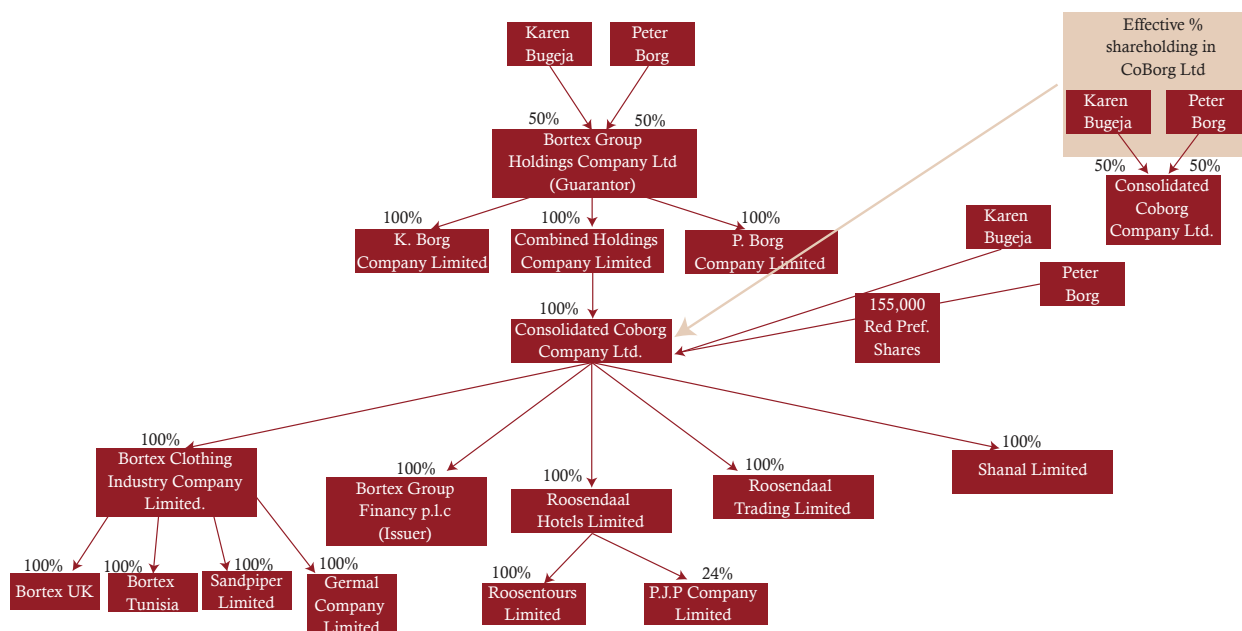 Karen
Bugeja
Peter
Borg
Effective %
shareholding in
CoBorg Ltd
Karen
Bugeja
Peter
Borg
50%
50%
Consolidated
Coborg
Company Ltd.
50%
50%
Bortex Group
Holdings Company Ltd
(Guarantor)
100%
K. Borg
Company Limited
100%
Combined Holdings
Company Limited
100%
P. Borg
Company Limited
Karen
Bugeja
Peter
Borg
155,000
Red Pref.
Shares
100%
Consolidated Coborg
Company Ltd.
100%
Bortex Clothing
Industry Company
Limited.
100%
Bortex Group
Financy p.l.c
(Issuer)
100%
Roosendaal
Hotels Limited
100%
Roosendaal
Trading Limited
100%
Shanal Limited
100%
Bortex UK
100%
Bortex
Tunisia
100%
Sandpiper
Limited
100%
Germal
Company
Limited
100%
Roosentours
Limited
24%
P.J.P Company
Limited